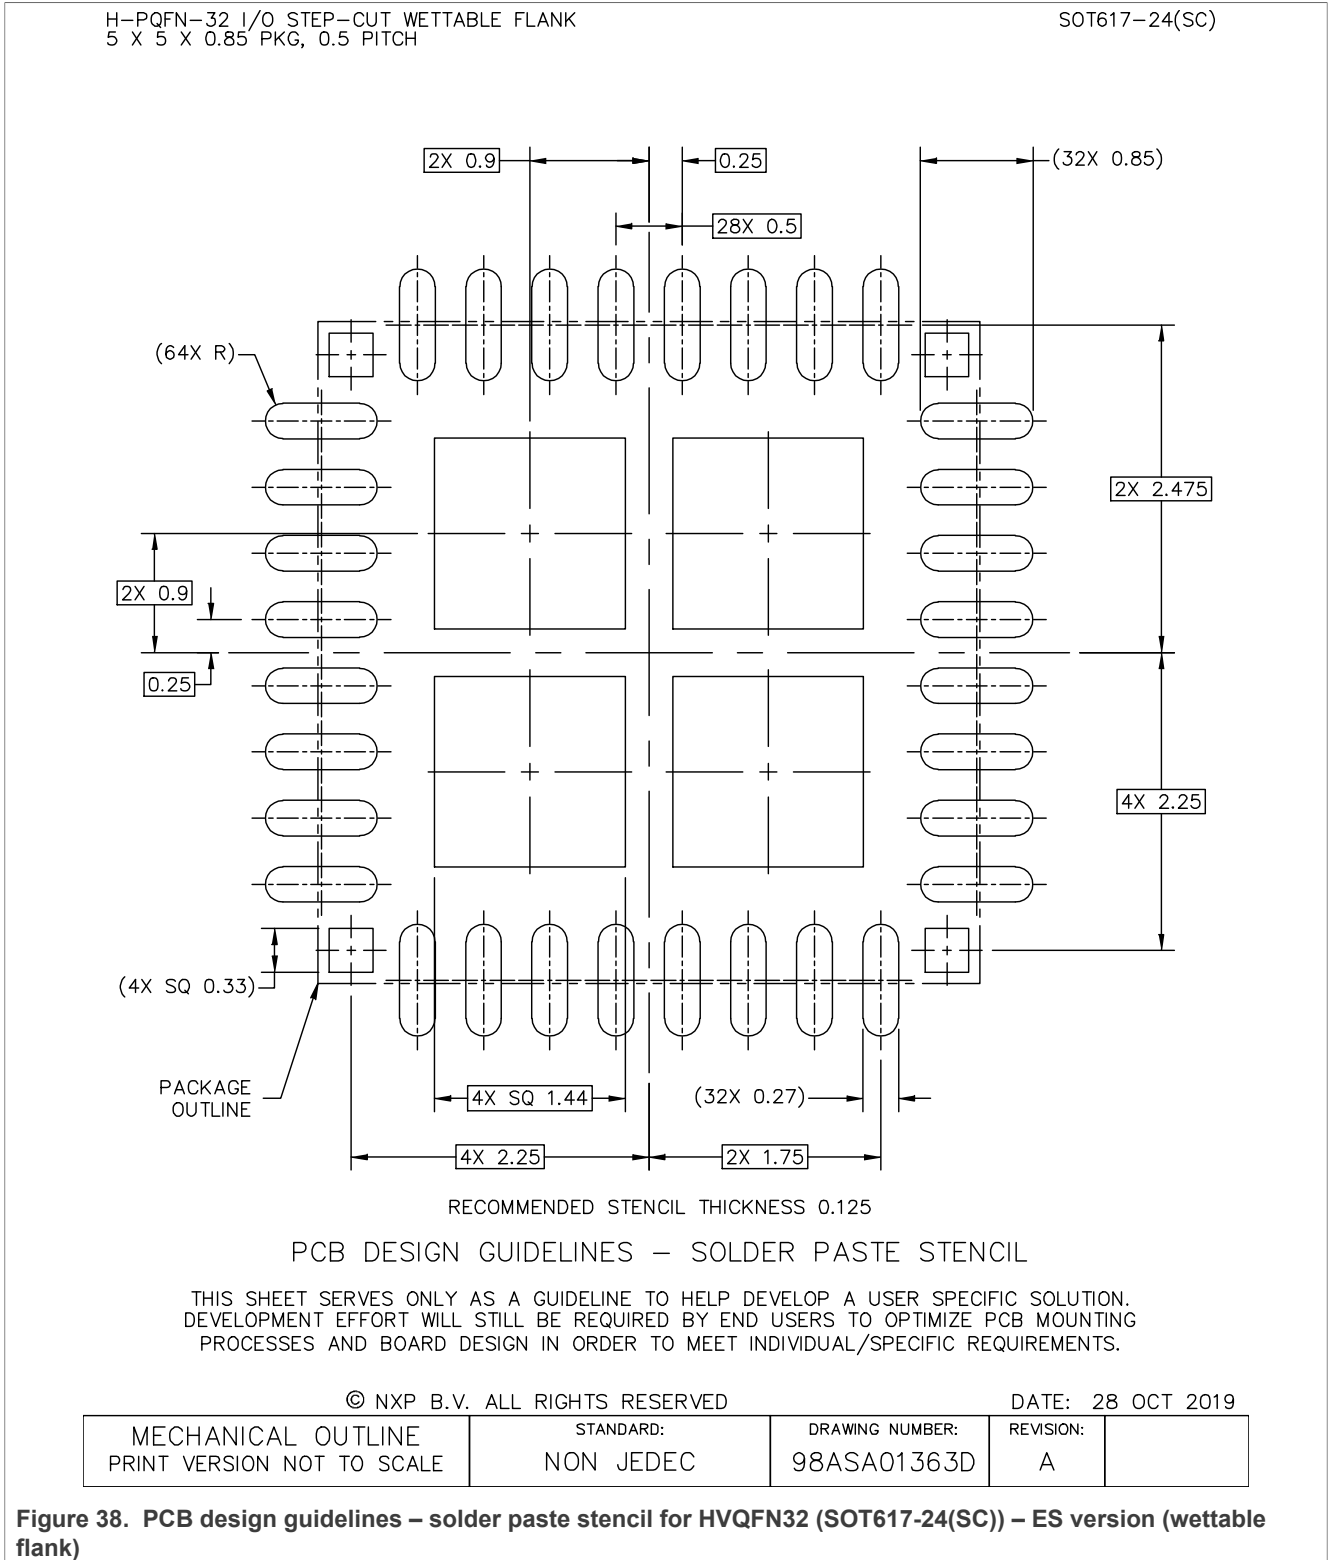 H-PQFN-32 I/O STEP-CUT WETTABLE FLANK
5 X 5 X 0.85 PKG, 0.5 PITCH
SOT617-24(SC)
2X 0.9
0.25
(32X 0.85)
28X 0.5
(64X R)
2X 2.475
2X 0.9
0.25
4X 2.25
(4X SQ 0.33)
PACKAGE
OUTLINE
4X SQ 1.44
(32X 0.27)
4X 2.25
2X 1.75
RECOMMENDED STENCIL THICKNESS 0.125
PCB DESIGN GUIDELINES – SOLDER PASTE STENCIL
THIS SHEET SERVES ONLY AS A GUIDELINE TO HELP DEVELOP A USER SPECIFIC SOLUTION.
DEVELOPMENT EFFORT WILL STILL BE REQUIRED BY END USERS TO OPTIMIZE PCB MOUNTING
PROCESSES AND BOARD DESIGN IN ORDER TO MEET INDIVIDUAL/SPECIFIC REQUIREMENTS.
© NXP B.V. ALL RIGHTS RESERVED
DATE: 28 OCT 2019
MECHANICAL OUTLINE
PRINT VERSION NOT TO SCALE
STANDARD:
NON JEDEC
DRAWING NUMBER:
98ASA01363D
REVISION:
A
Figure 38. PCB design guidelines – solder paste stencil for HVQFN32 (SOT617-24(SC)) – ES version (wettable
flank)